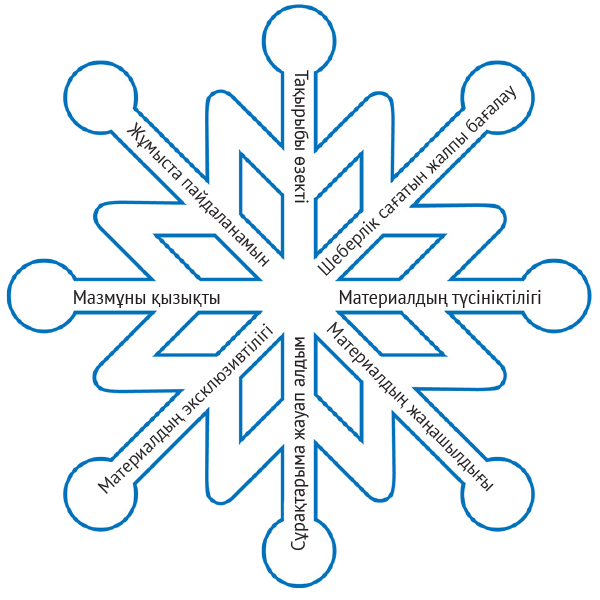 Тақырыбы өзекті
Шеберлік сағатын жалпы бағалау
Материалдың түсініктілігі
Материалдың жаңашылдығы
Сұрақтарыма жауап алдым
Материалдың эксклюзивтілігі
Мазмұны қызықты
Жұмыста пайдаланамын